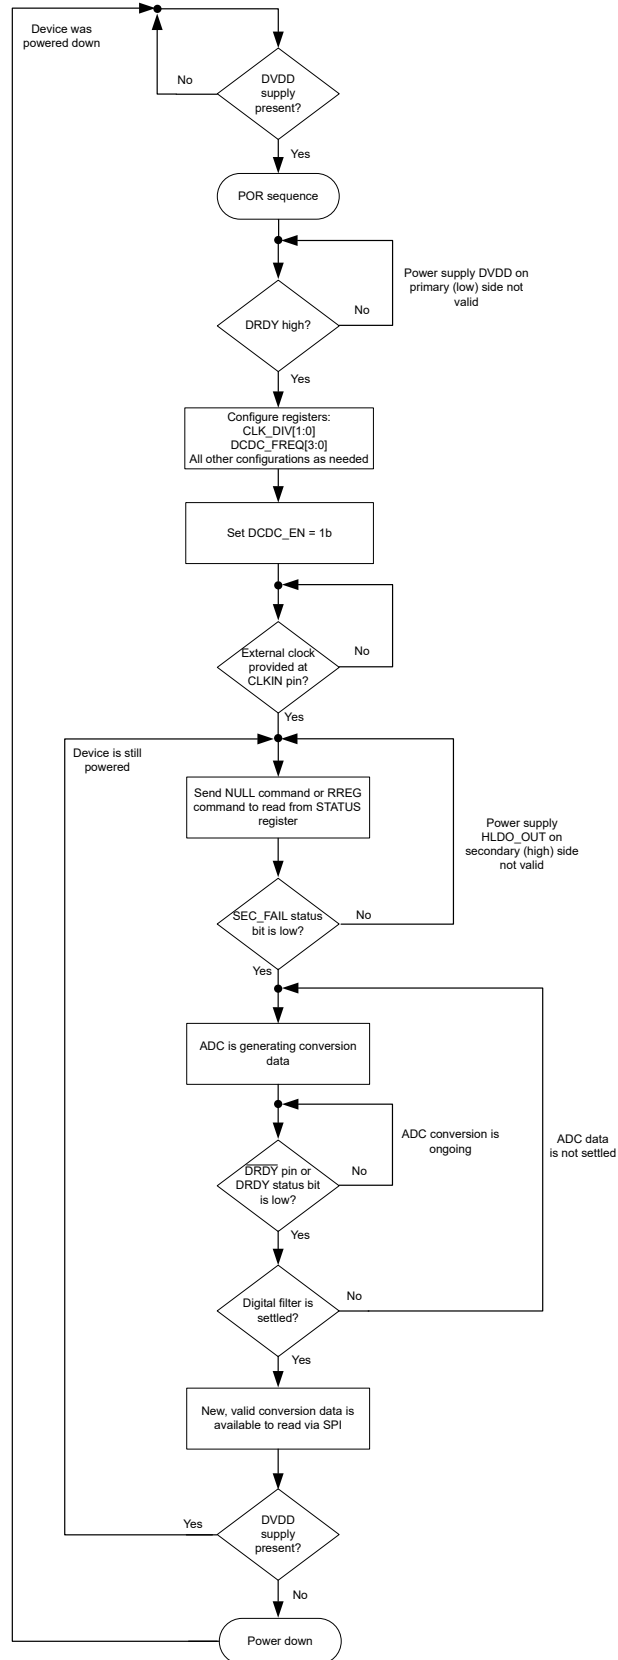 Device was
powered down
No
DVDD
supply
present?
Yes
POR sequence
Power supply DVDD on
primary (low) side not
valid
No
DRDY high?
Yes
Configure registers:
CLK_DIV[1:0]
DCDC_FREQ[3:0]
All other configurations as needed
Set DCDC_EN = 1b
External clock
provided at
CLKIN pin?
No
Yes
Device is still
powered
Send NULL command or RREG
command to read from STATUS
register
Power supply
HLDO_OUT on
secondary (high) side
not valid
SEC_FAIL status
bit is low?
No
Yes
ADC is generating conversion
data
ADC conversion is
ongoing
ADC data
is not settled
DRDY pin or
DRDY status bit
is low?
No
Yes
Digital filter is
settled?
No
Yes
New, valid conversion data is
available to read via SPI
Yes
DVDD
supply
present?
No
Power down